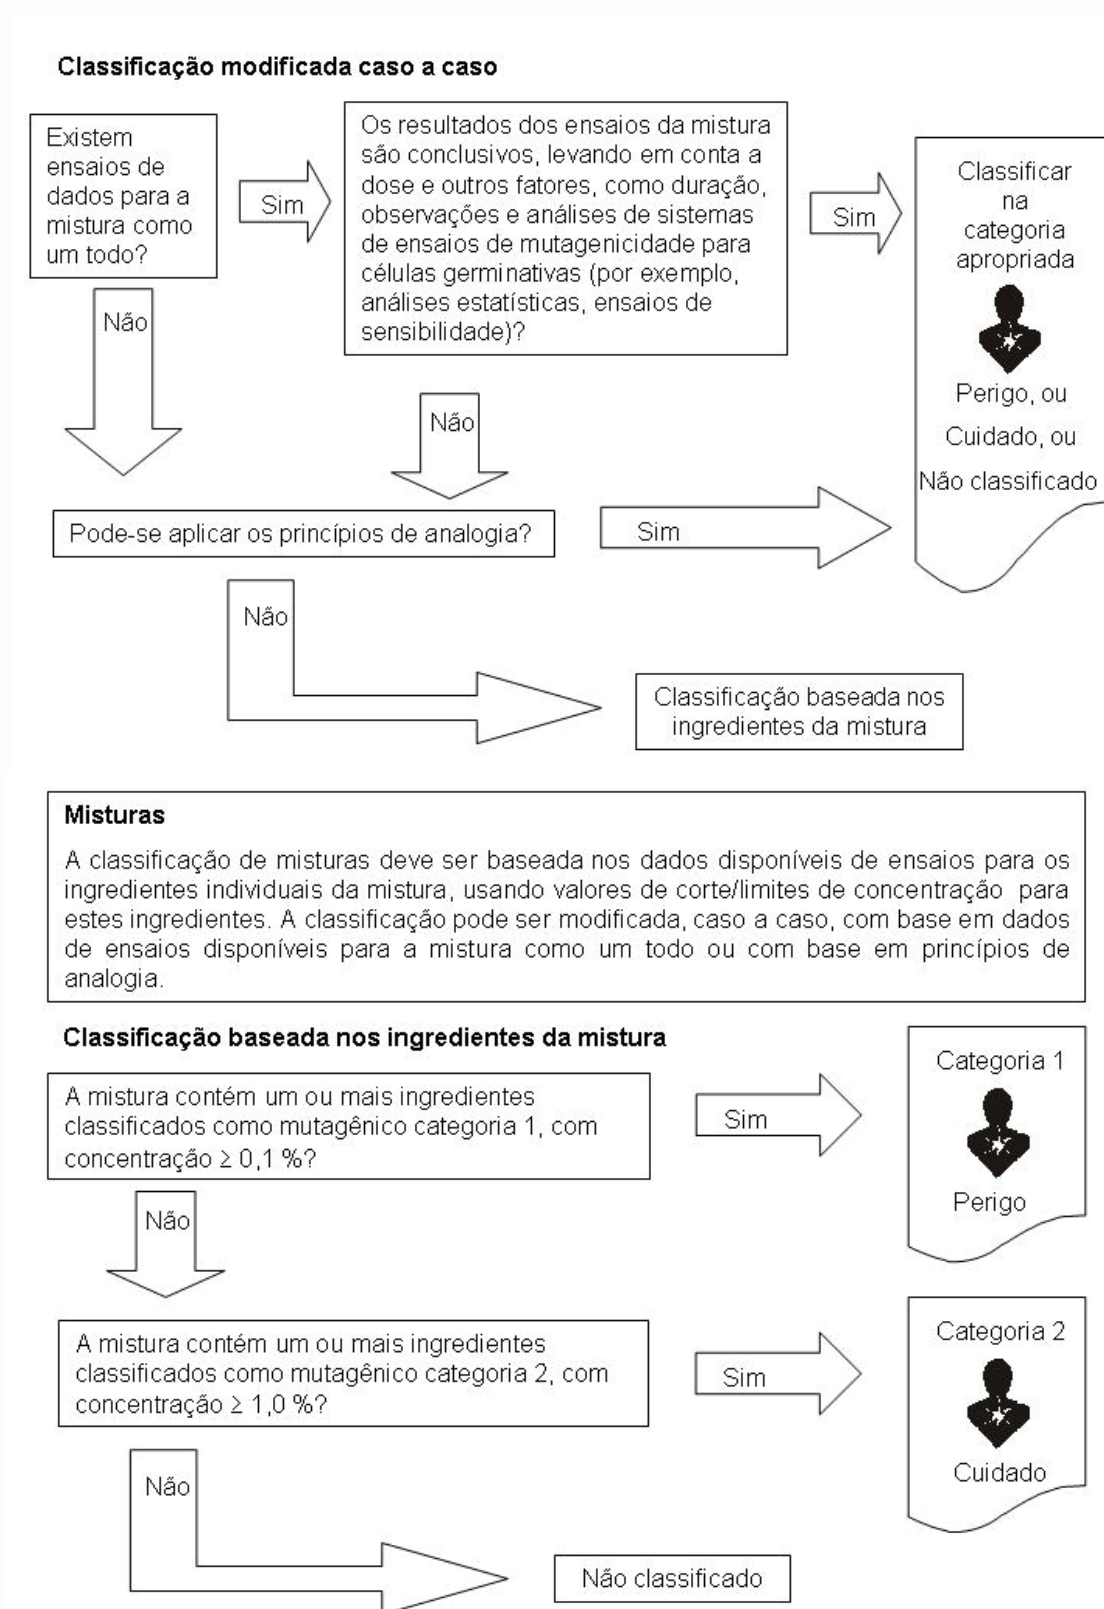 Classificação modificada caso a caso
Existem
ensaios de
dados para a
mistura como
um todo?
Sim
Os resultados dos ensaios da mistura
são conclusivos, levando em conta a
dose e outros fatores, como duração,
observações e análises de sistemas
de ensaios de mutagenicidade para
células germinativas (por exemplo,
análises estatísticas, ensaios de
sensibilidade)?
Sim
Classificar
na
categoria
apropriada
Perigo, ou
Cuidado, ou
Não classificado
Não
Não
Pode-se aplicar os princípios de analogia?
Sim
Não
Classificação baseada nos
ingredientes da mistura
Misturas
A classificação de misturas deve ser baseada nos dados disponíveis de ensaios para os
ingredientes individuais da mistura, usando valores de corte/limites de concentração para
estes ingredientes. A classificação pode ser modificada, caso a caso, com base em dados
de ensaios disponíveis para a mistura como um todo ou com base em princípios de
analogia.
Classificação baseada nos ingredientes da mistura
A mistura contém um ou mais ingredientes
classificados como mutagênico categoria 1, com
concentração ≥ 0,1 %?
Sim
Categoria 1
Perigo
Não
A mistura contém um ou mais ingredientes
classificados como mutagênico categoria 2, com
concentração ≥ 1,0 %?
Sim
Categoria 2
Cuidado
Não
Não classificado